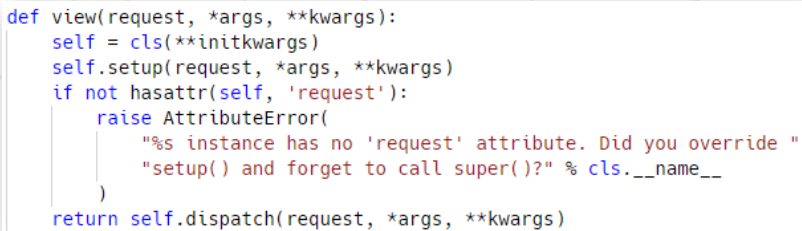 def view(request, *args, **kwargs):
    self = cls(**initkwargs)
    self.setup(request, *args, **kwargs)
    if not hasattr(self, 'request'):
        raise AttributeError(
            "%s instance has no 'request' attribute. Did you override "
            "setup() and forget to call super()?" % cls.__name__
        )
    return self.dispatch(request, *args, **kwargs)